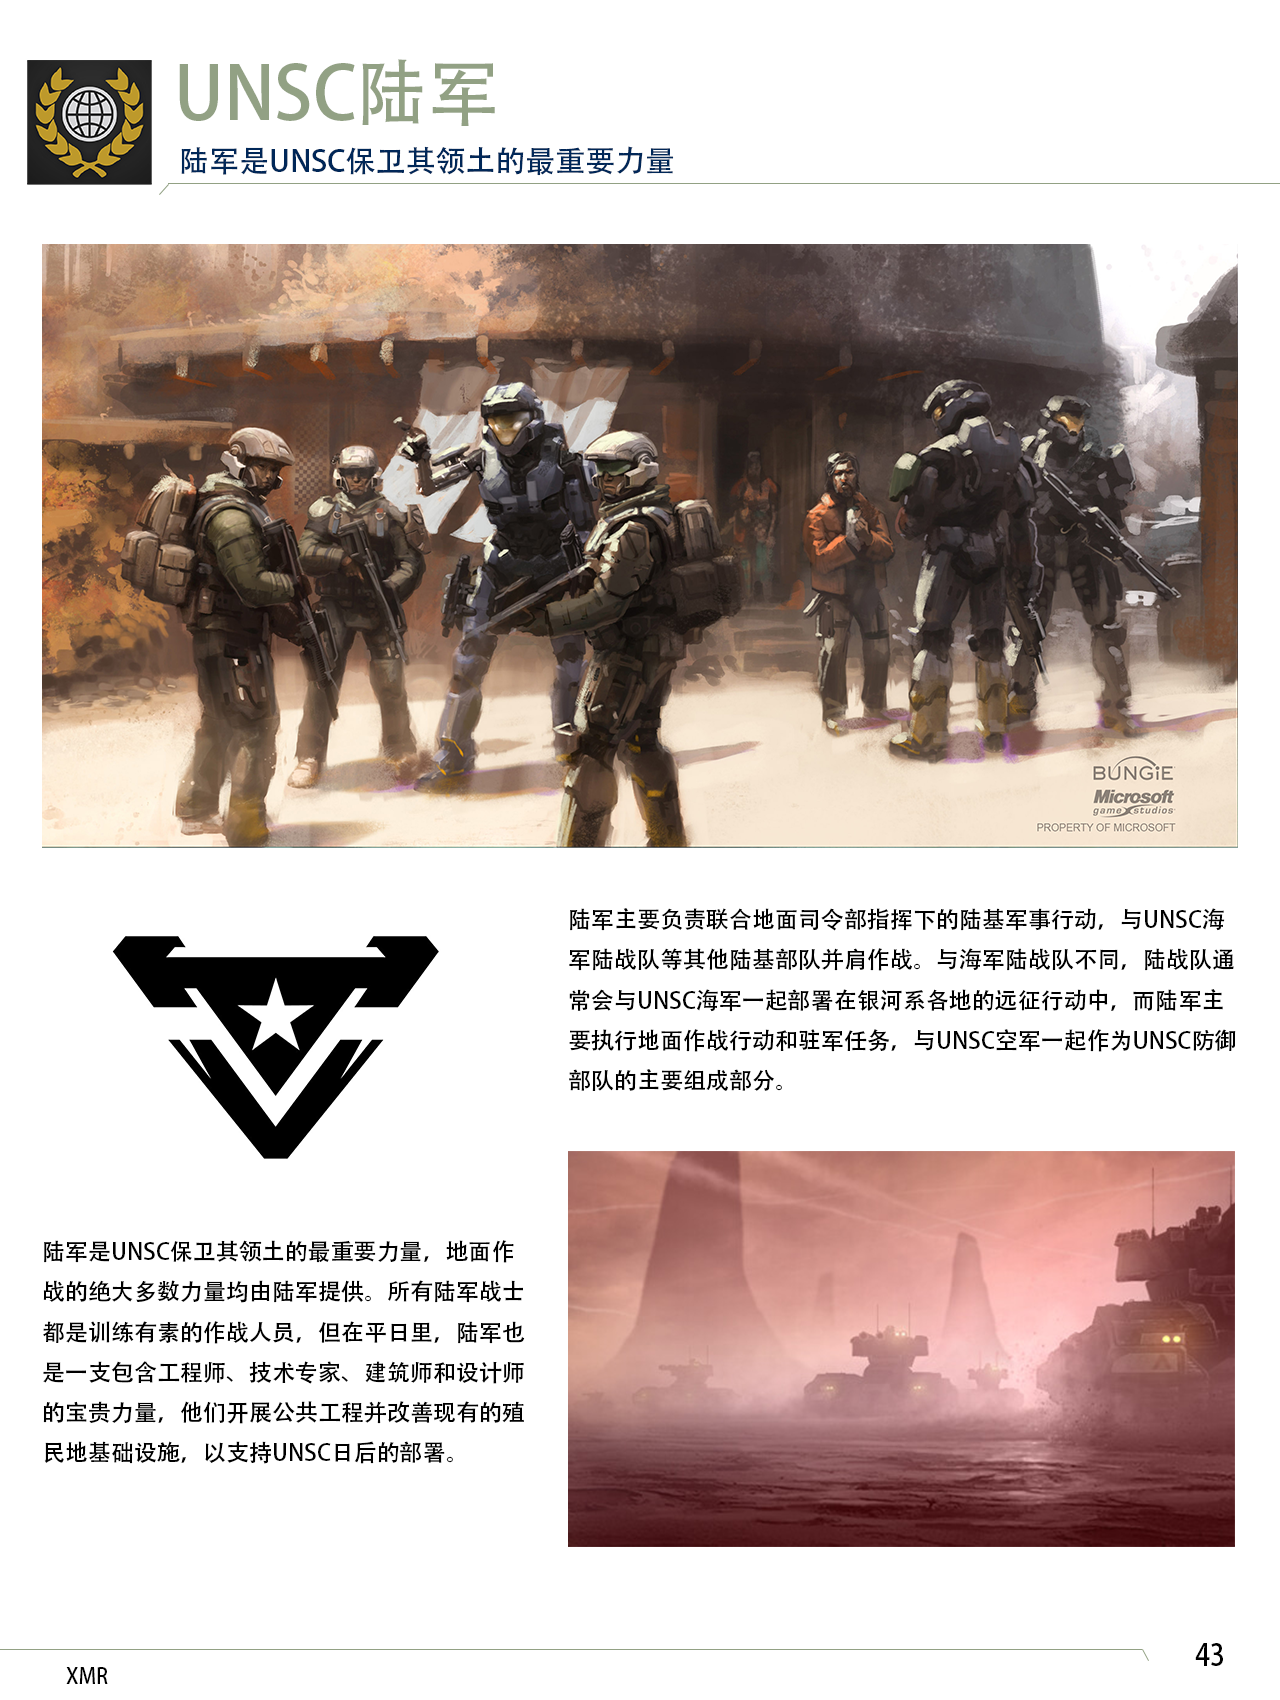 UNSC陆军
陆军是UNSC保卫其领土的最重要力量
BUNGiE
Microsoft
game studios
PROPERTY OF MICROSOFT
陆军主要负责联合地面司令部指挥下的陆基军事行动，与UNSC海
军陆战队等其他陆基部队并肩作战。与海军陆战队不同，陆战队通
常会与UNSC海军一起部署在银河系各地的远征行动中，而陆军主
要执行地面作战行动和驻军任务，与UNSC空军一起作为UNSC防御
部队的主要组成部分。
陆军是UNSC保卫其领土的最重要力量，地面作
战的绝大多数力量均由陆军提供。所有陆军战士
都是训练有素的作战人员，但在平日里，陆军也
是一支包含工程师、技术专家、建筑师和设计师
的宝贵力量，他们开展公共工程并改善现有的殖
民地基础设施，以支持UNSC日后的部署。
43
XMR